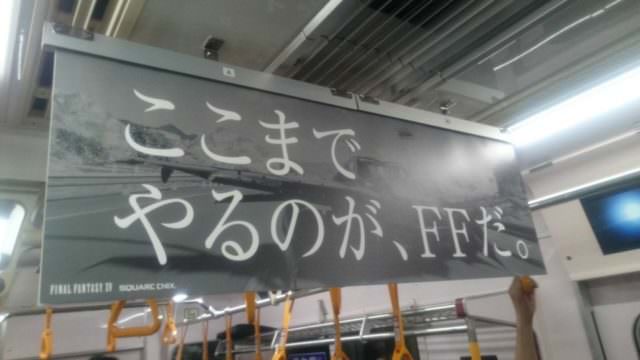 ここまで
やるのが、FFだ。
FINAL FANTASY XV SQUARE ENIX.